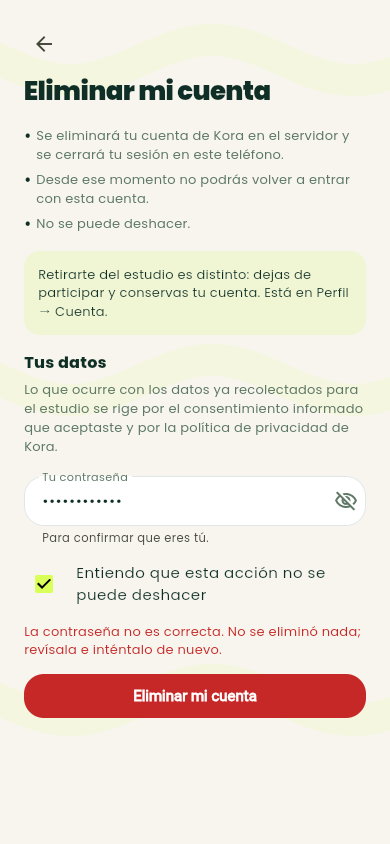 Eliminar mi cuenta
• Se eliminará tu cuenta de Kora en el servidor y
se cerrará tu sesión en este teléfono.
• Desde ese momento no podrás volver a entrar
con esta cuenta.
• No se puede deshacer.
Retirarte del estudio es distinto: dejas de
participar y conservas tu cuenta. Está en Perfil
→ Cuenta.
Tus datos
Lo que ocurre con los datos ya recolectados para
el estudio se rige por el consentimiento informado
que aceptaste y por la política de privacidad de
Kora.
Tu contraseña
••••••••••••
Para confirmar que eres tú.
Entiendo que esta acción no se
puede deshacer
La contraseña no es correcta. No se eliminó nada;
revísala e inténtalo de nuevo.
Eliminar mi cuenta